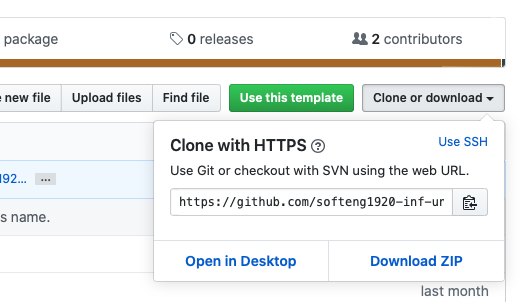 package
0 releases
2 contributors
e new file
Upload files
Find file
Use this template
Clone or download
Clone with HTTPS
Use SSH
192…
...
Use Git or checkout with SVN using the web URL.
https://github.com/softeng1920-inf-ur
s name.
Open in Desktop
Download ZIP
last month